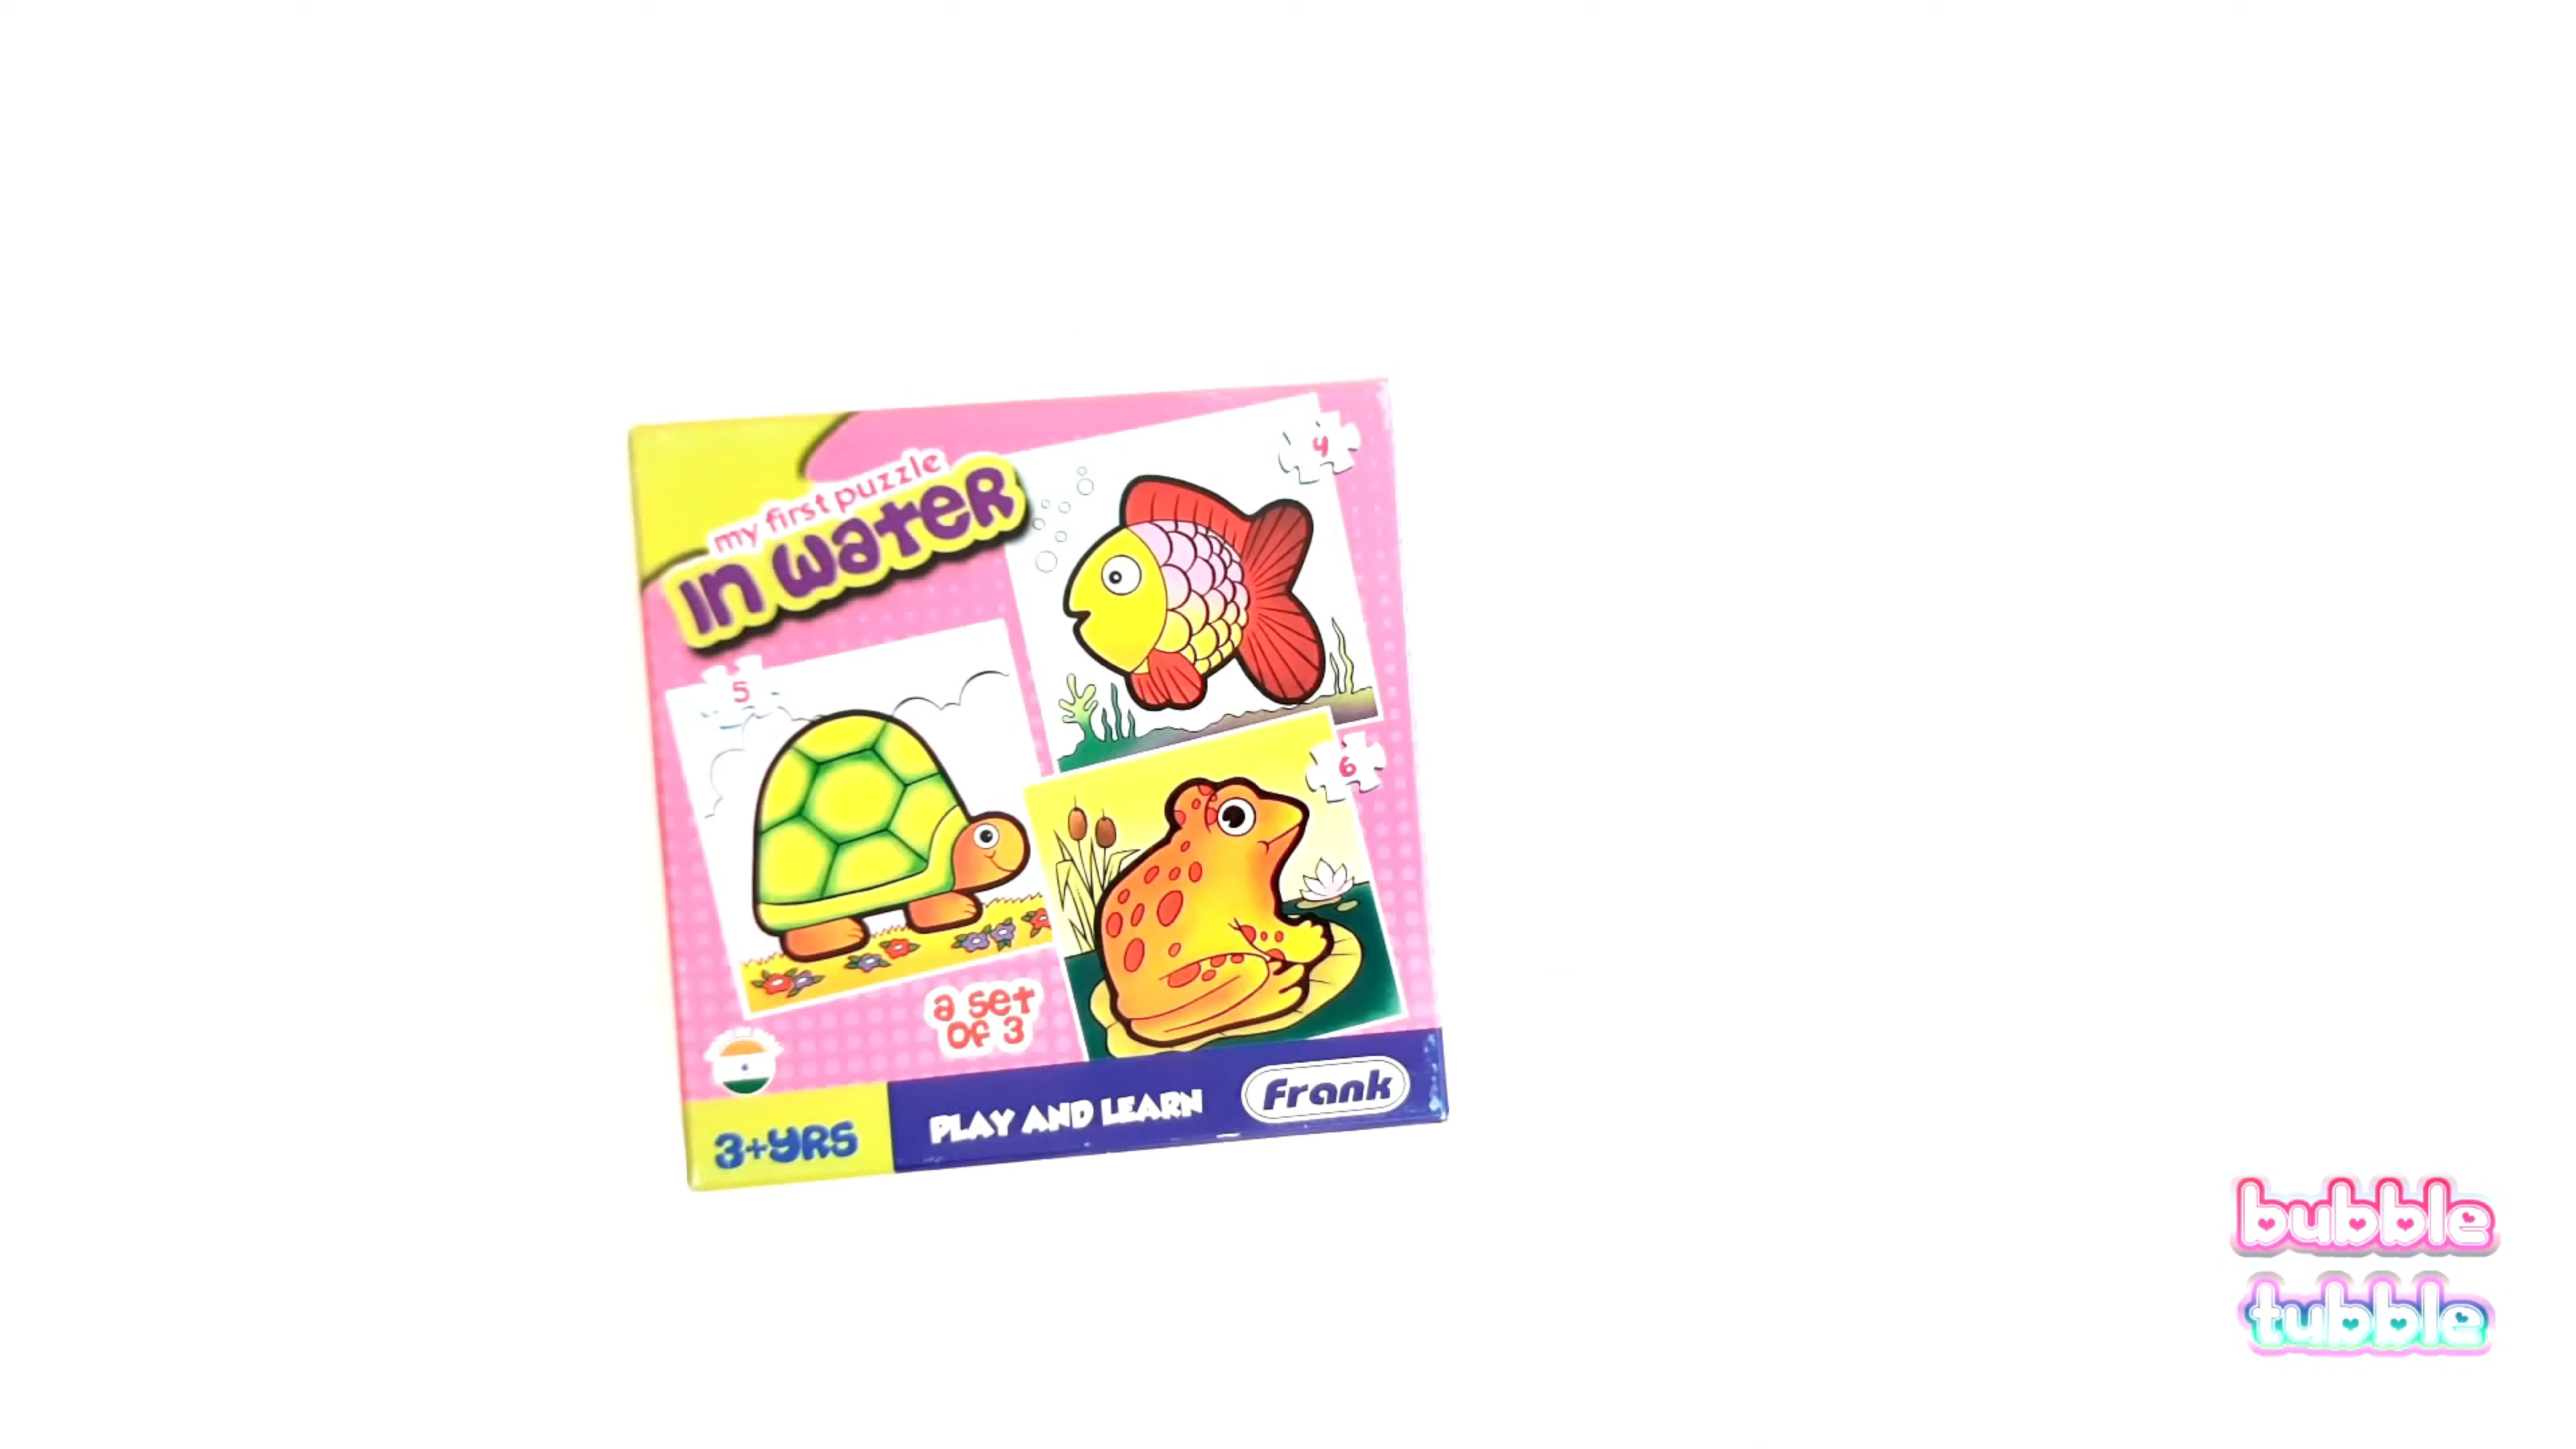 my first puzzle
in water
4
5
6
a set
of 3
3+YRS
PLAY AND LEARN
Frank
bubble
tubble